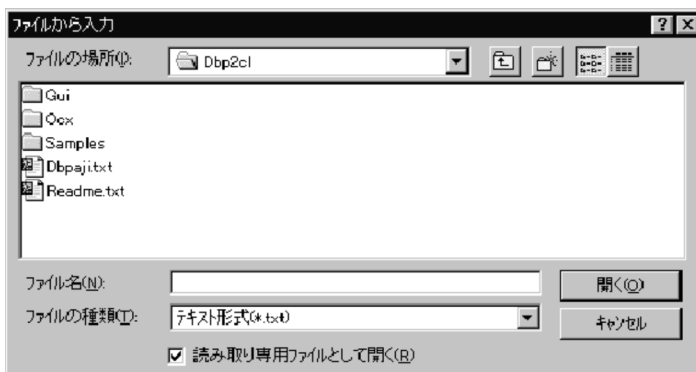 ファイルから入力
ファイルの場所(I):
Dbp2cl
Gui
Ocx
Samples
Dbpaji.txt
Readme.txt
ファイル名(N):
開く(O)
ファイルの種類(T):
テキスト形式(*.txt)
キャンセル
読み取り専用ファイルとして開く(R)